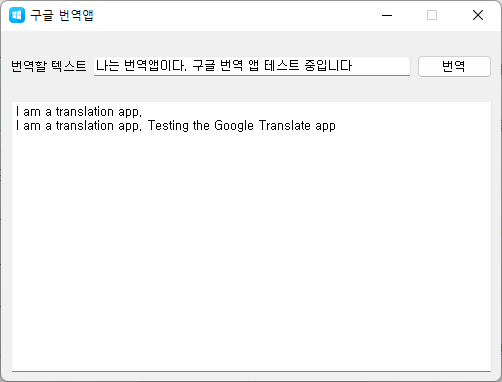 구글 번역앱
번역할 텍스트 나는 번역앱이다. 구글 번역 앱 테스트 중입니다 번역
I am a translation app.
I am a translation app. Testing the Google Translate app